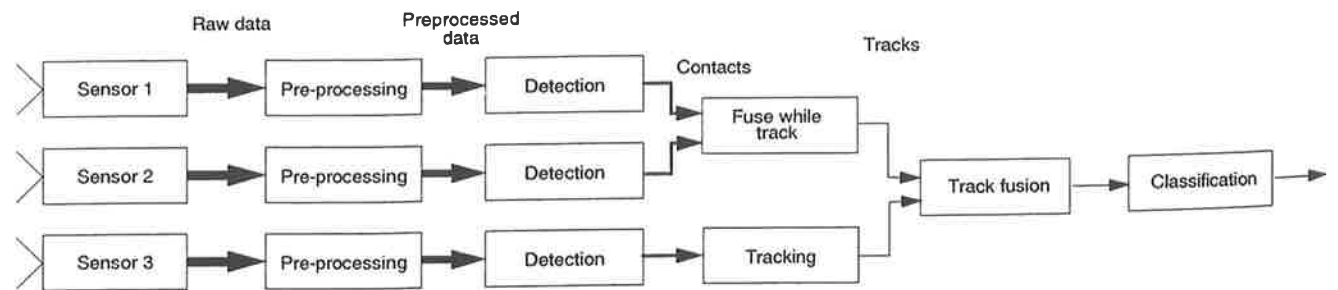 Raw data
Preprocessed
data
Tracks
Contacts
Sensor 1
Pre-processing
Detection
Fuse while
track
Sensor 2
Pre-processing
Detection
Track fusion
Classification
Sensor 3
Pre-processing
Detection
Tracking